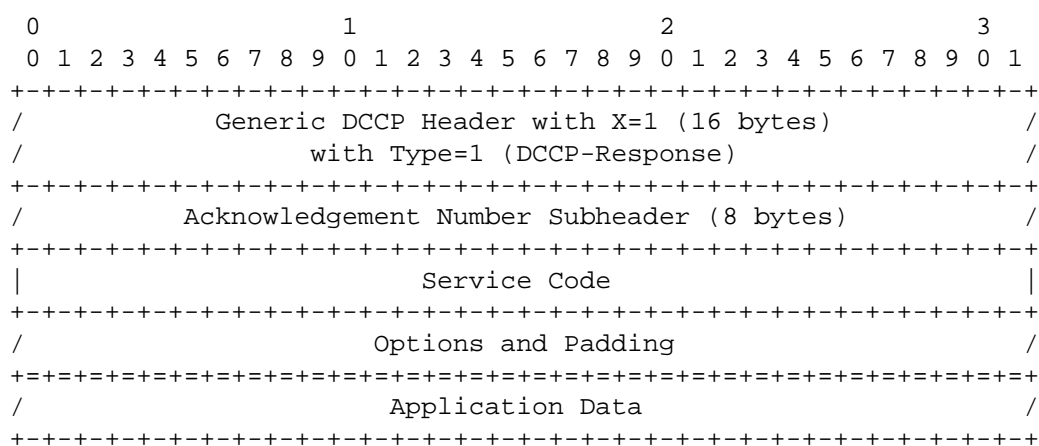 0                   1                   2                   3
 0 1 2 3 4 5 6 7 8 9 0 1 2 3 4 5 6 7 8 9 0 1 2 3 4 5 6 7 8 9 0 1
+-+-+-+-+-+-+-+-+-+-+-+-+-+-+-+-+-+-+-+-+-+-+-+-+-+-+-+-+-+-+-+-+
/            Generic DCCP Header with X=1 (16 bytes)            /
/                  with Type=1 (DCCP-Response)                  /
+-+-+-+-+-+-+-+-+-+-+-+-+-+-+-+-+-+-+-+-+-+-+-+-+-+-+-+-+-+-+-+-+
/          Acknowledgement Number Subheader (8 bytes)           /
+-+-+-+-+-+-+-+-+-+-+-+-+-+-+-+-+-+-+-+-+-+-+-+-+-+-+-+-+-+-+-+-+
|                         Service Code                          |
+-+-+-+-+-+-+-+-+-+-+-+-+-+-+-+-+-+-+-+-+-+-+-+-+-+-+-+-+-+-+-+-+
/                      Options and Padding                      /
+=+=+=+=+=+=+=+=+=+=+=+=+=+=+=+=+=+=+=+=+=+=+=+=+=+=+=+=+=+=+=+=+
/                       Application Data                        /
+-+-+-+-+-+-+-+-+-+-+-+-+-+-+-+-+-+-+-+-+-+-+-+-+-+-+-+-+-+-+-+-+